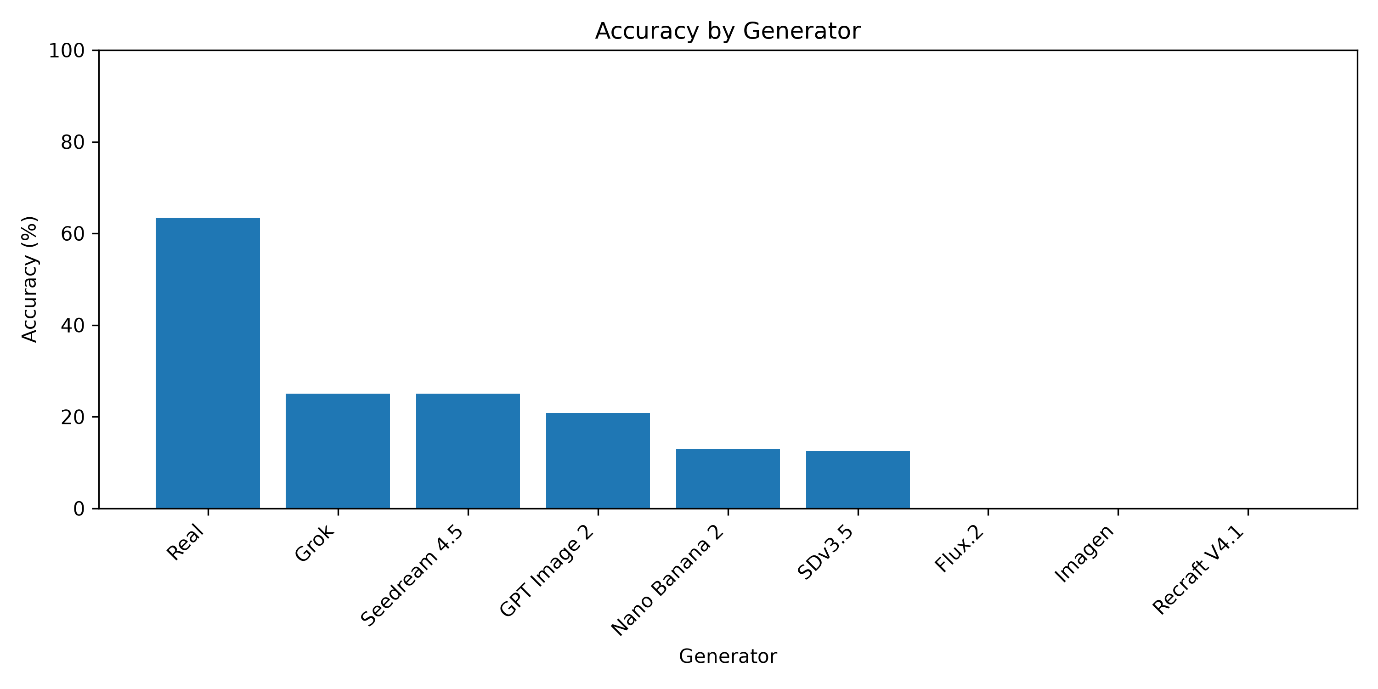 Accuracy by Generator
100
80
60
40
20
0
Accuracy (%)
Real
Grok
Seedream 4.5
GPT Image 2
Nano Banana 2
SDv3.5
Flux.2
Imagen
Recraft V4.1
Generator